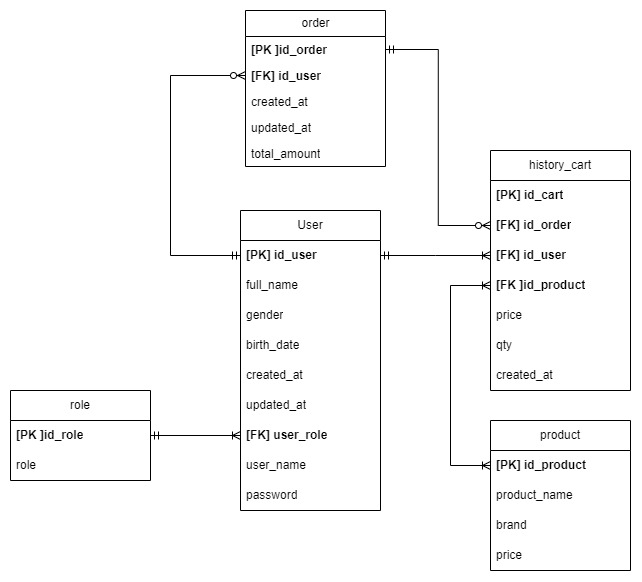 order
[PK ]id_order
[FK] id_user
created_at
updated_at
total_amount
history_cart
[PK] id_cart
[FK] id_order
[FK] id_user
[FK ]id_product
price
qty
created_at
User
[PK] id_user
full_name
gender
birth_date
created_at
updated_at
[FK] user_role
user_name
password
role
[PK ]id_role
role
product
[PK] id_product
product_name
brand
price